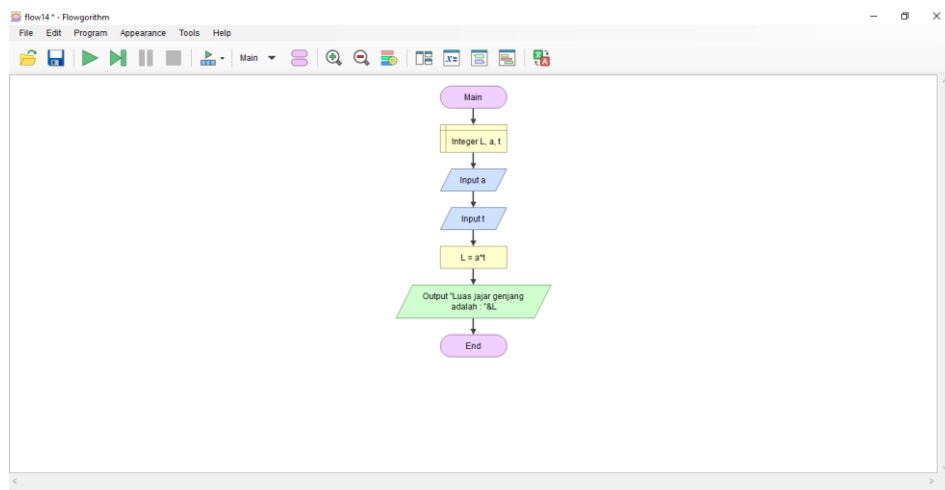 flow14 * - Flowgorithm
File Edit Program Appearance Tools Help
Main
x=
Main
Integer L, a, t
Input a
Input t
L = a*t
Output "Luas jajar genjang
adalah : "&L
End